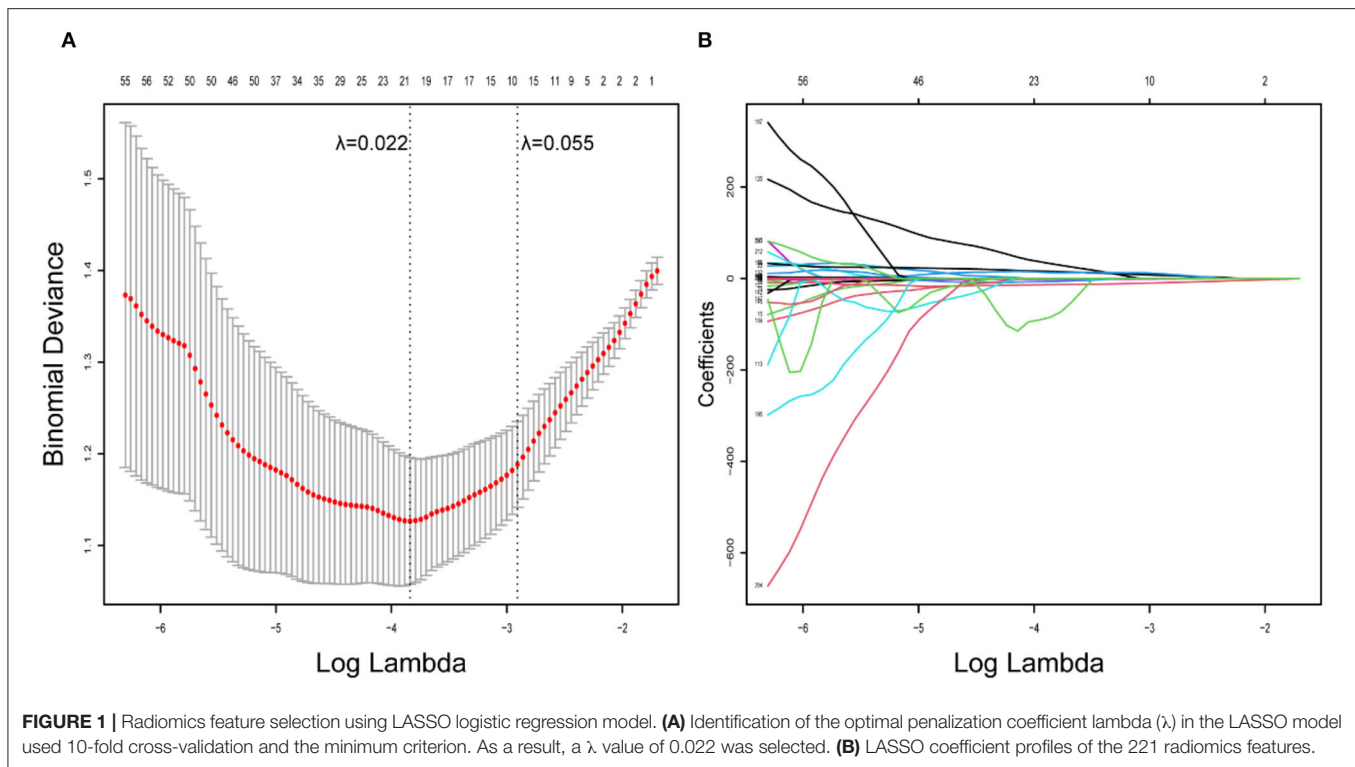 A
55 56 52 50 50 46 50 37 34 35 29 25 23 21 19 17 17 15 10 15 11 9 5 2 2 2 1
λ=0.022
λ=0.055
1.5
1.4
1.3
1.2
1.1
Binomial Deviance
-6 -5 -4 -3 -2
Log Lambda
B
56 46 23 10 2
200
0
-200
-400
-600
Coefficients
-6 -5 -4 -3 -2
Log Lambda
FIGURE 1 | Radiomics feature selection using LASSO logistic regression model. (A) Identification of the optimal penalization coefficient lambda (λ) in the LASSO model
used 10-fold cross-validation and the minimum criterion. As a result, a λ value of 0.022 was selected. (B) LASSO coefficient profiles of the 221 radiomics features.